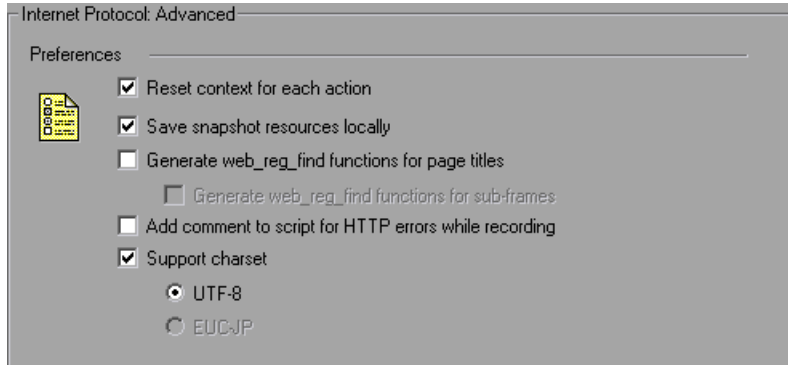 Internet Protocol: Advanced
Preferences
Reset context for each action
Save snapshot resources locally
Generate web_reg_find functions for page titles
Generate web_reg_find functions for sub-frames
Add comment to script for HTTP errors while recording
Support charset
UTF-8
EUC-JP